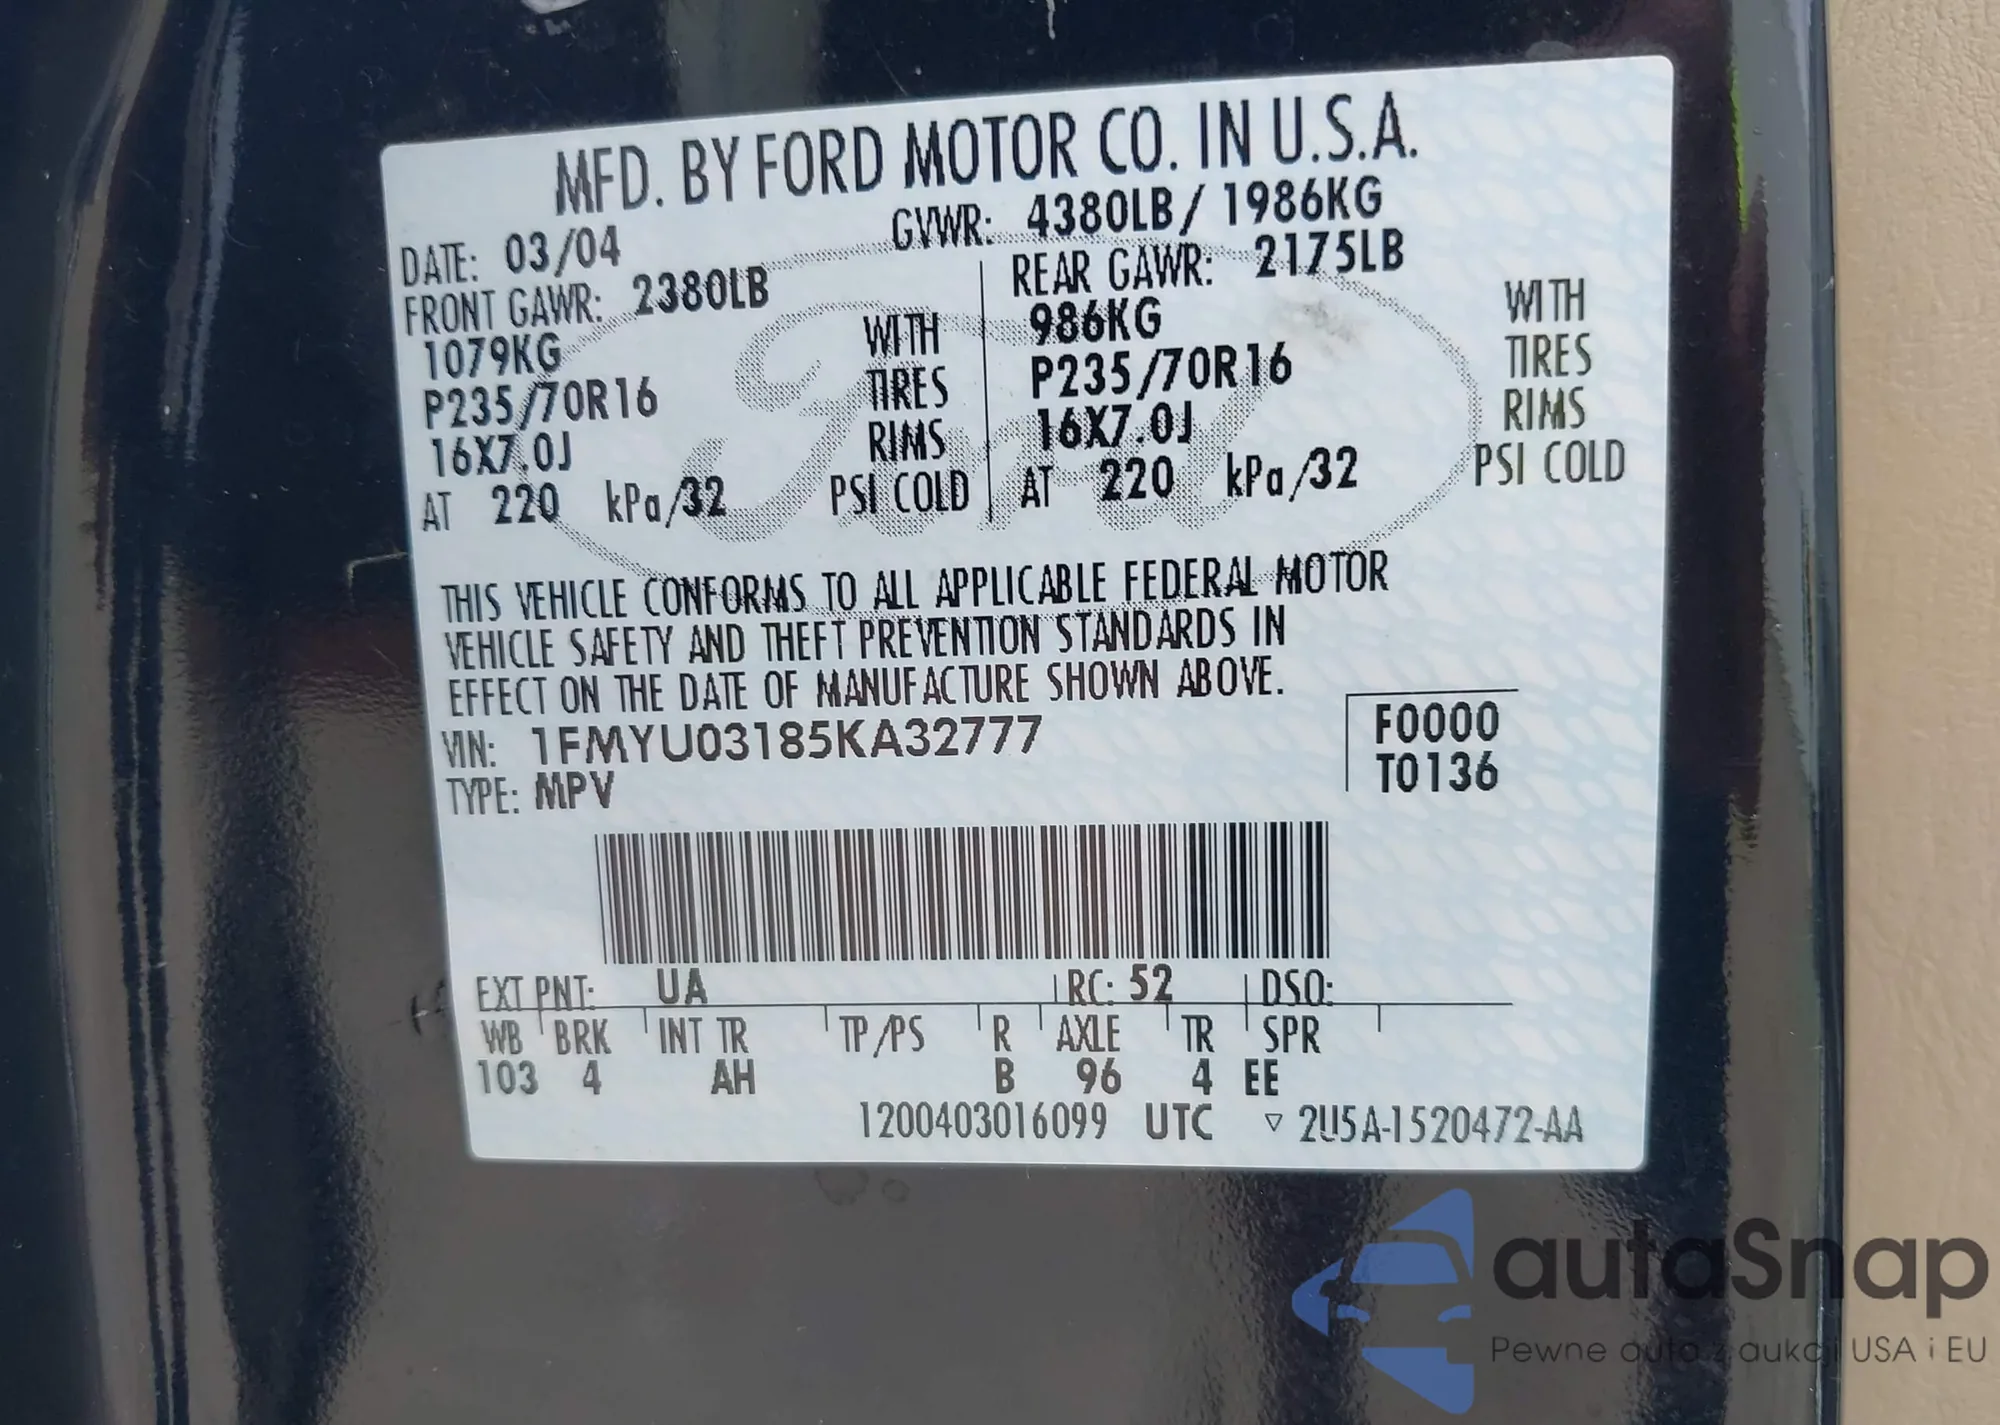 MFD. BY FORD MOTOR CO. IN U.S.A.
DATE: 03/04 GVWR: 4380LB / 1986KG
FRONT GAWR: 2380LB REAR GAWR: 2175LB
1079KG WITH 986KG WITH
P235/70R16 TIRES P235/70R16 TIRES
16X7.0J RIMS 16X7.0J RIMS
AT 220 kPa/32 PSI COLD AT 220 kPa/32 PSI COLD
Ford
THIS VEHICLE CONFORMS TO ALL APPLICABLE FEDERAL MOTOR
VEHICLE SAFETY AND THEFT PREVENTION STANDARDS IN
EFFECT ON THE DATE OF MANUFACTURE SHOWN ABOVE.
VIN: 1FMYU03185KA32777 F0000
TYPE: MPV T0136
EXT PNT: UA RC: 52 DSO:
WB BRK INT TR TP/PS R AXLE TR SPR
103 4 AH B 96 4 EE
1200403016099 UTC ▽ 2U5A-1520472-AA
autaSnap
Pewne auta z aukcji USA i EU